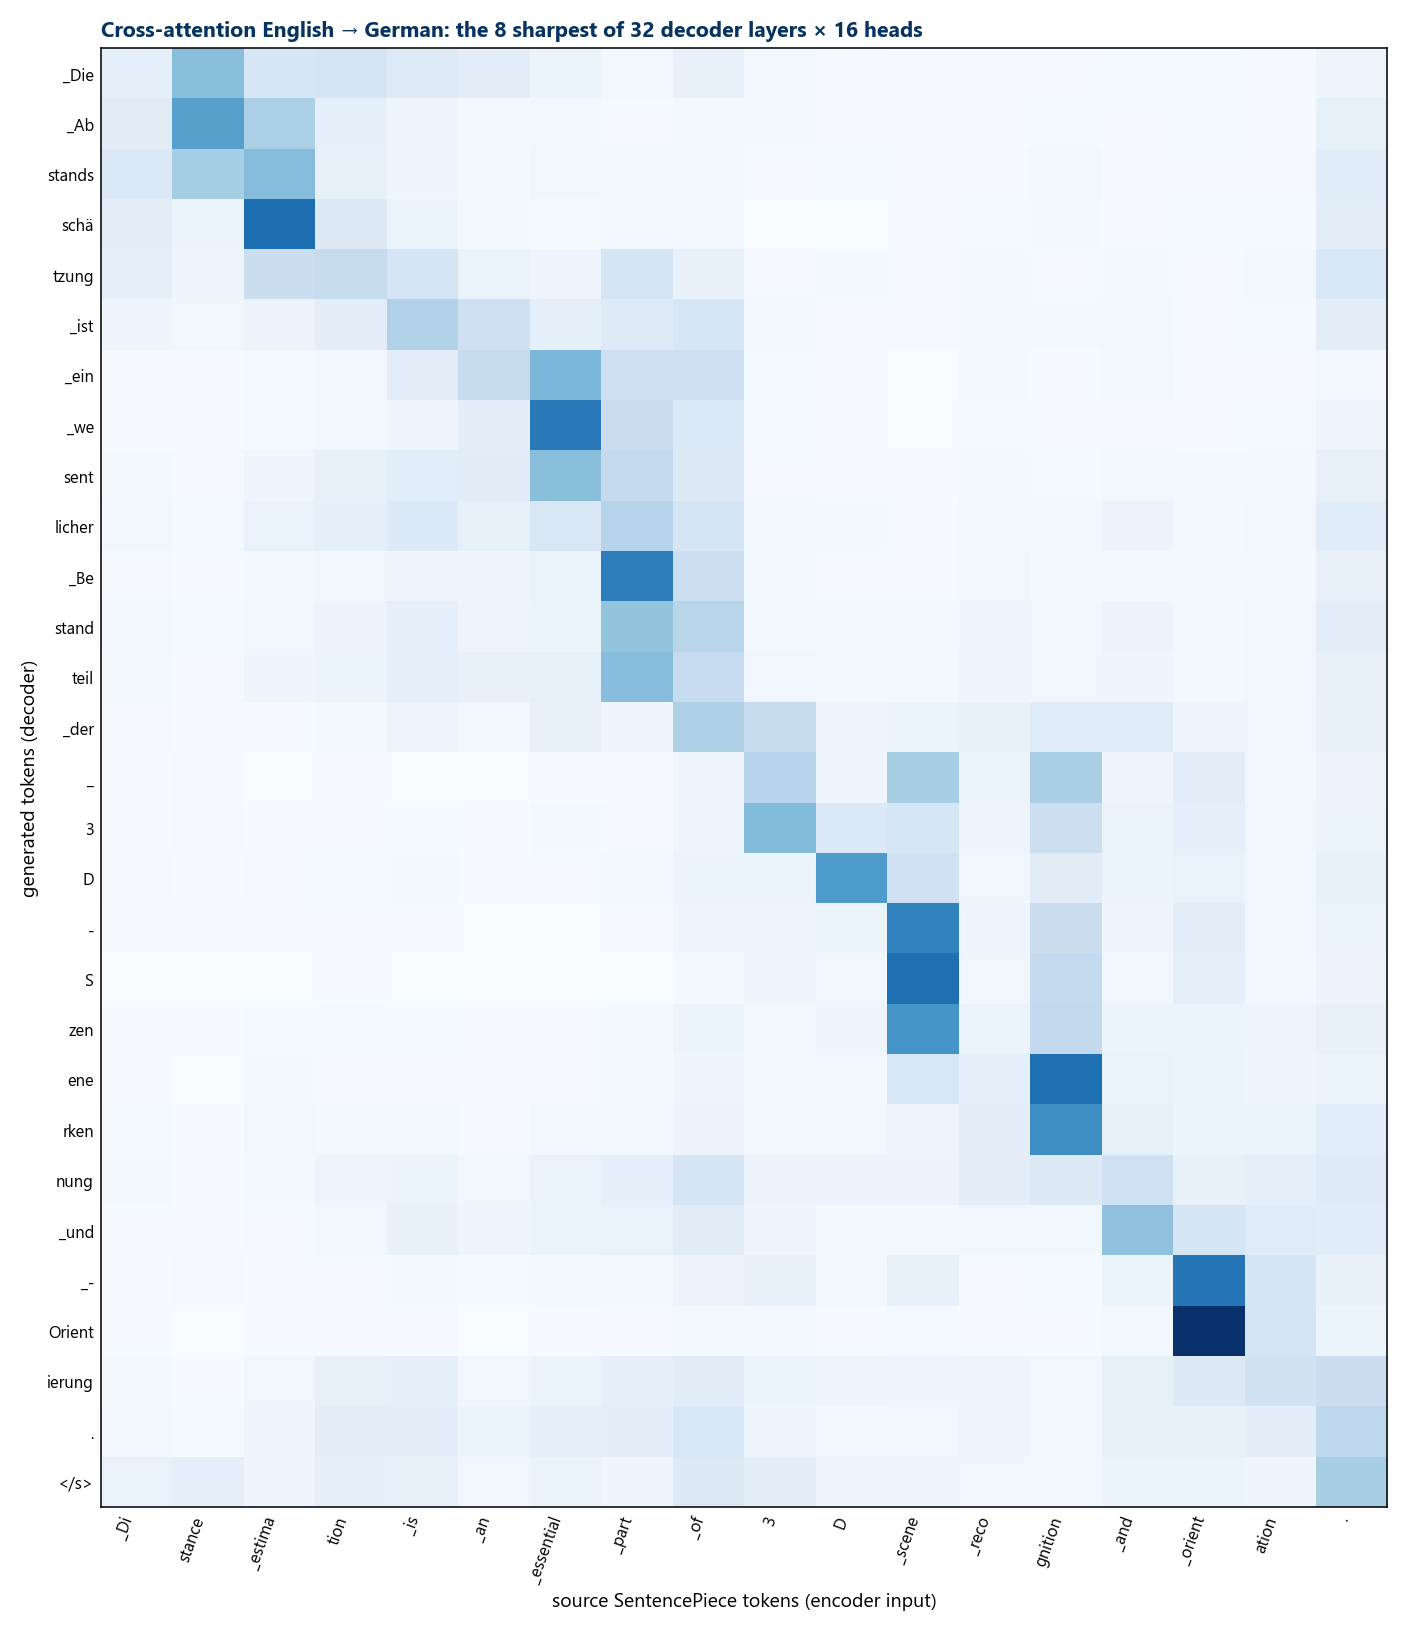 Cross-attention English → German: the 8 sharpest of 32 decoder layers × 16 heads
generated tokens (decoder)
_Die
_Ab
stands
schä
tzung
_ist
_ein
_we
sent
licher
_Be
stand
teil
_der
_
3
D
-
S
zen
ene
rken
nung
_und
_-
Orient
ierung
.
</s>
_Di
stance
_estima
tion
_is
_an
_essential
_part
_of
3
D
_scene
_reco
gnition
_and
_orient
ation
.
source SentencePiece tokens (encoder input)